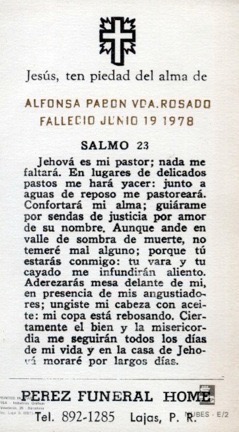 Jesús, ten piedad del alma de
ALFONSA PABON VDA. ROSADO
FALLECIO JUNIO 19 1978
SALMO 23
Jehová es mi pastor; nada me
faltará. En lugares de delicados
pastos me hará yacer: junto a
aguas de reposo me pastoreará.
Confortará mi alma; guiárame
por sendas de justicia por amor
de su nombre. Aunque ande en
valle de sombra de muerte, no
temeré mal alguno; porque tú
estarás conmigo: tu vara y tu
cayado me infundirán aliento.
Aderezarás mesa delante de mi,
en presencia de mis angustiado-
res; ungiste mi cabeza con acei-
te: mi copa está rebosando. Cier-
tamente el bien y la misericor-
dia me seguirán todos los días
de mi vida y en la casa de Jeho-
vá moraré por largos días.
PEREZ FUNERAL HOME
Tel. 892-1285 Lajas, P. R.
NUBES - E/2